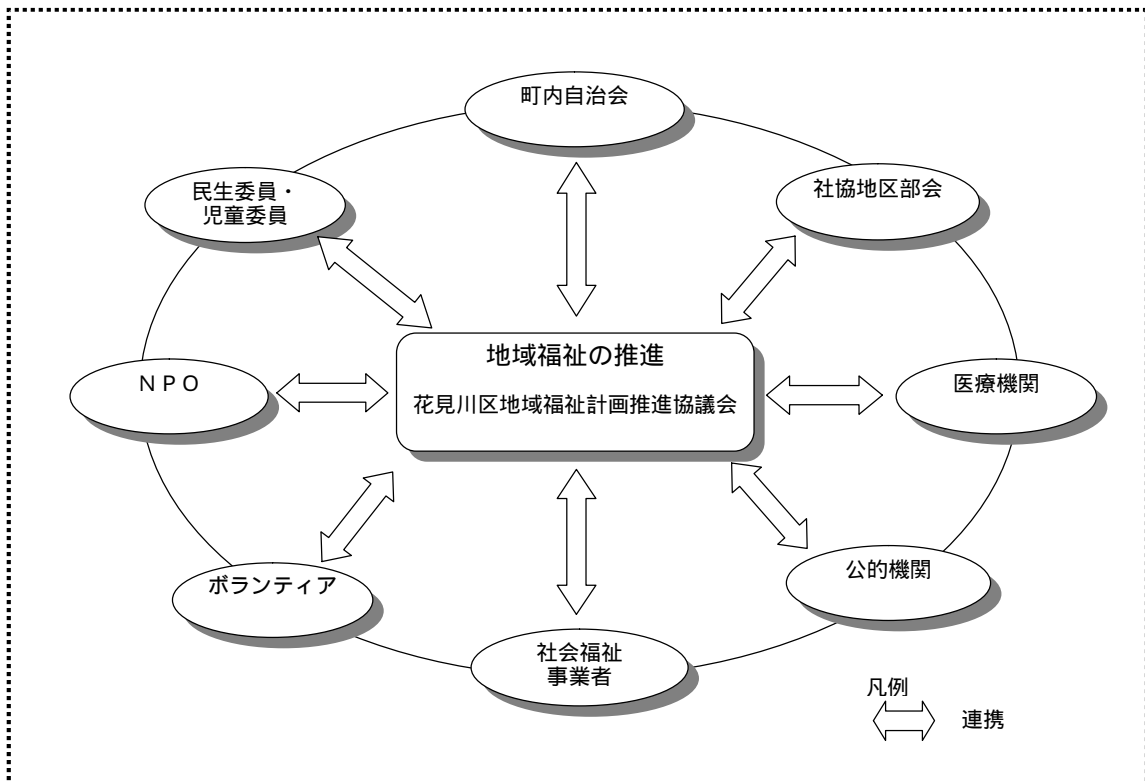 町内自治会
民生委員・
児童委員
社協地区部会
地域福祉の推進
花見川区地域福祉計画推進協議会
ＮＰＯ
医療機関
ボランティア
公的機関
社会福祉
事業者
凡例
連携